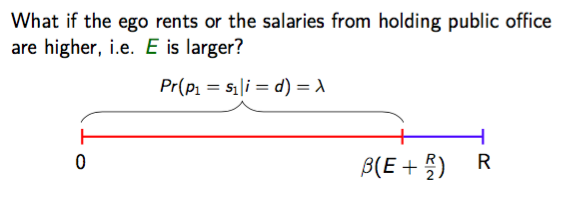 What if the ego rents or the salaries from holding public office
are higher, i.e. E is larger?
Pr(p₁ = s₁|i = d) = λ
0 β(E + R/2) R